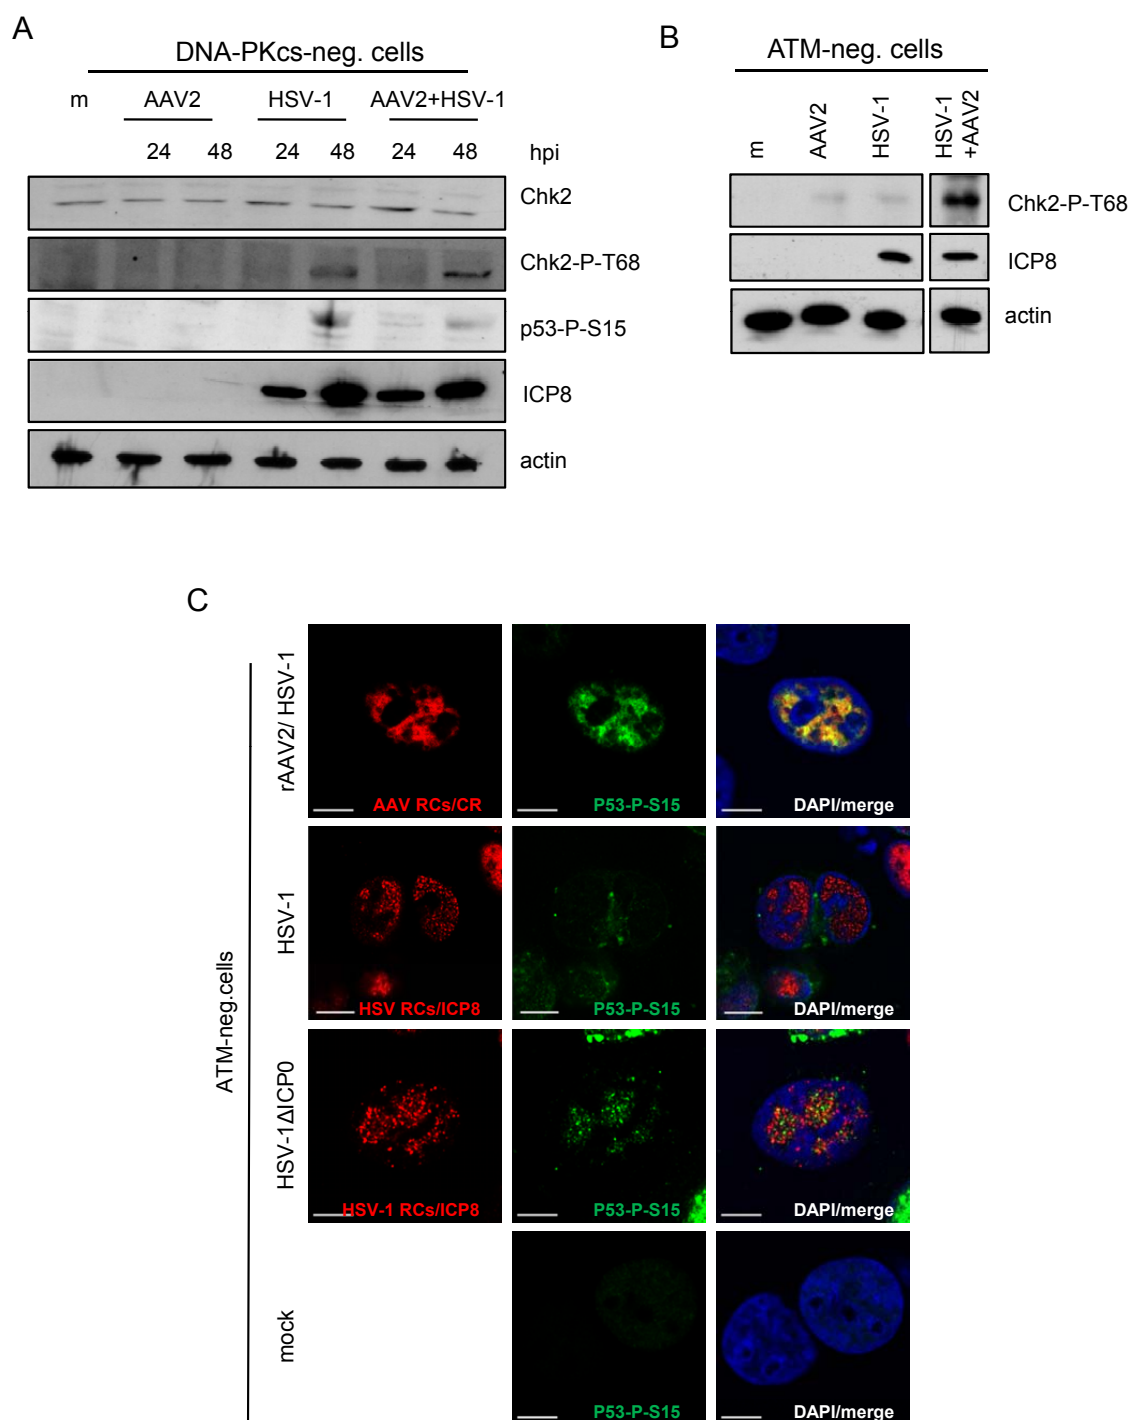 A
DNA-PKcs-neg. cells
m AAV2 HSV-1 AAV2+HSV-1
24 48 24 48 24 48 hpi
Chk2
Chk2-P-T68
p53-P-S15
ICP8
actin
B
ATM-neg. cells
m
AAV2
HSV-1
HSV-1
+AAV2
Chk2-P-T68
ICP8
actin
C
ATM-neg.cells
rAAV2/ HSV-1
AAV RCs/CR P53-P-S15 DAPI/merge
HSV-1
HSV RCs/ICP8 P53-P-S15 DAPI/merge
HSV-1ΔICP0
HSV-1 RCs/ICP8 P53-P-S15 DAPI/merge
mock
P53-P-S15 DAPI/merge